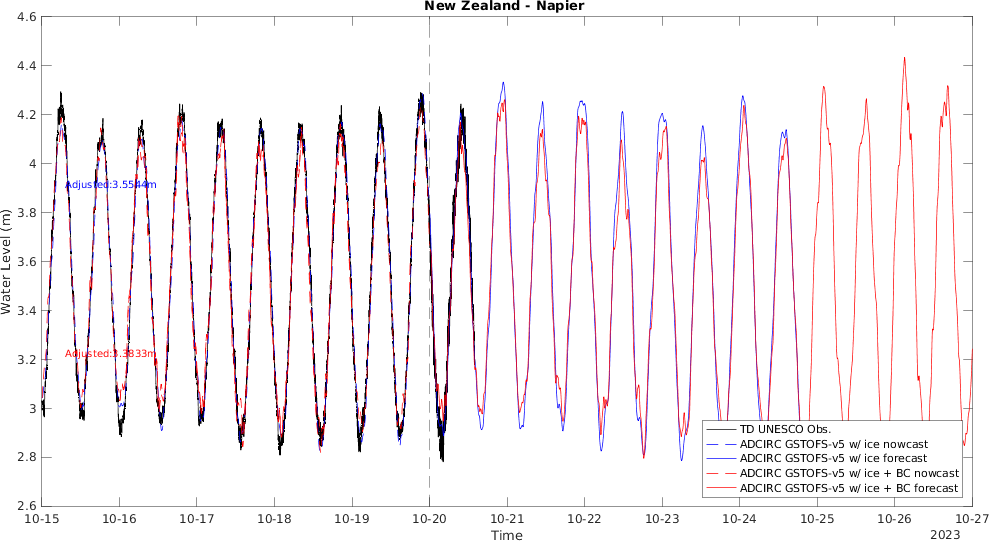 New Zealand - Napier
4.6
4.4
4.2
4
3.8
3.6
3.4
3.2
3
2.8
2.6
Water Level (m)
Adjusted:3.5544m
Adjusted:3.3833m
TD UNESCO Obs.
ADCIRC GSTOFS-v5 w/ ice nowcast
ADCIRC GSTOFS-v5 w/ ice forecast
ADCIRC GSTOFS-v5 w/ ice + BC nowcast
ADCIRC GSTOFS-v5 w/ ice + BC forecast
10-15 10-16 10-17 10-18 10-19 10-20 10-21 10-22 10-23 10-24 10-25 10-26 10-27
Time
2023